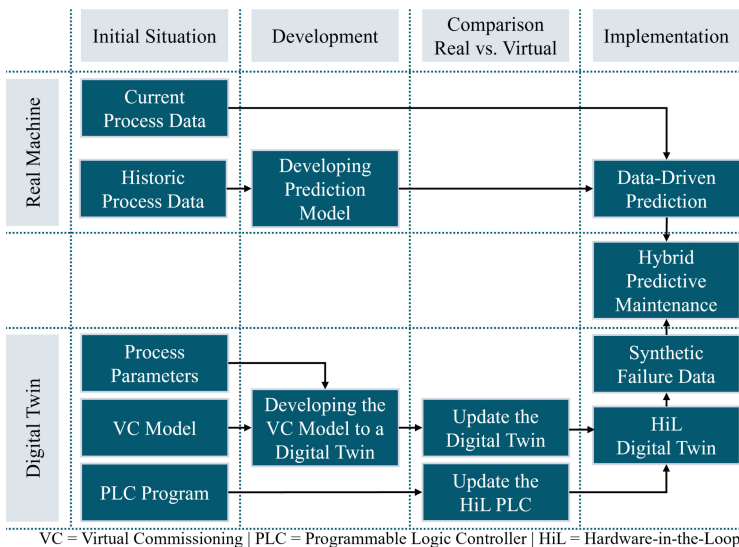 Initial Situation
Development
Comparison
Real vs. Virtual
Implementation
Real Machine
Current
Process Data
Historic
Process Data
Developing
Prediction
Model
Data-Driven
Prediction
Hybrid
Predictive
Maintenance
Digital Twin
Process
Parameters
Synthetic
Failure Data
VC Model
Developing the
VC Model to a
Digital Twin
Update the
Digital Twin
HiL
Digital Twin
PLC Program
Update the
HiL PLC
VC = Virtual Commissioning | PLC = Programmable Logic Controller | HiL = Hardware-in-the-Loop